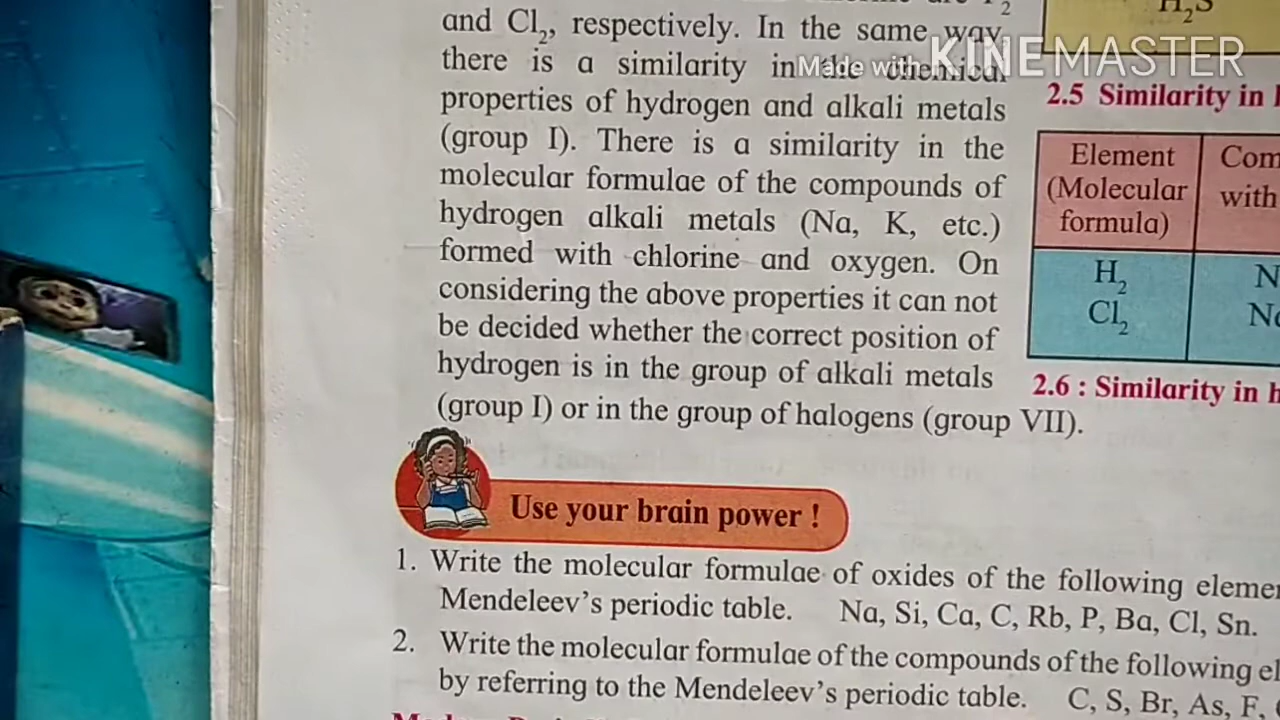 and Cl₂, respectively. In the same way,
there is a similarity in the chemical
properties of hydrogen and alkali metals
(group I). There is a similarity in the
molecular formulae of the compounds of
hydrogen alkali metals (Na, K, etc.)
formed with chlorine and oxygen. On
considering the above properties it can not
be decided whether the correct position of
hydrogen is in the group of alkali metals
(group I) or in the group of halogens (group VII).
Made with KINEMASTER
H₂S
2.5 Similarity in
Element
(Molecular
formula)
with
H₂
Cl₂
2.6 : Similarity in
Use your brain power !
1. Write the molecular formulae of oxides of the following
Mendeleev's periodic table. Na, Si, Ca, C, Rb, P, Ba, Cl, Sn.
2. Write the molecular formulae of the compounds of the following
by referring to the Mendeleev's periodic table. C, S, Br, As, F,